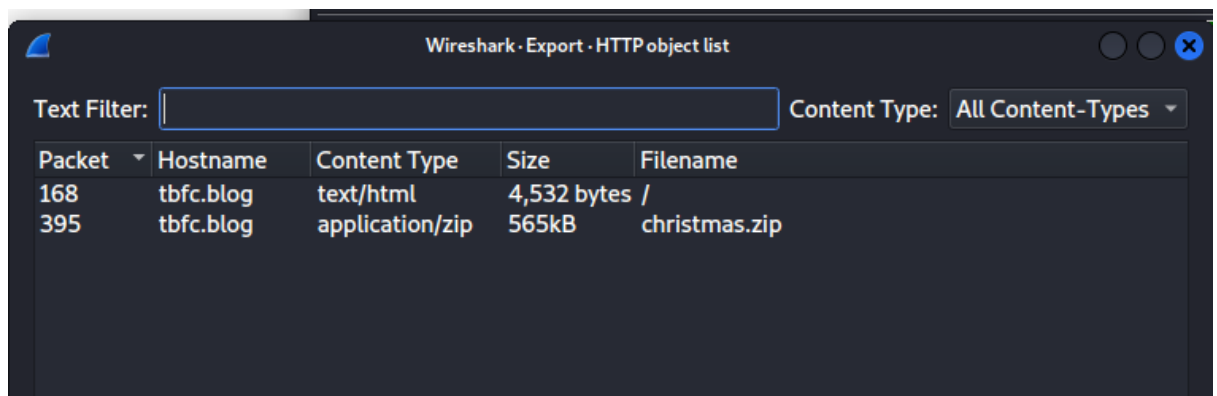 Wireshark · Export · HTTP object list
Text Filter: Content Type: All Content-Types
Packet Hostname Content Type Size Filename
168 tbfc.blog text/html 4,532 bytes /
395 tbfc.blog application/zip 565kB christmas.zip